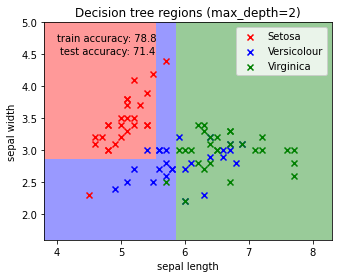 Decision tree regions (max_depth=2)
5.0
4.5
4.0
3.5
3.0
2.5
2.0
sepal width
train accuracy: 78.8
test accuracy: 71.4
Setosa
Versicolour
Virginica
4
5
6
7
8
sepal length